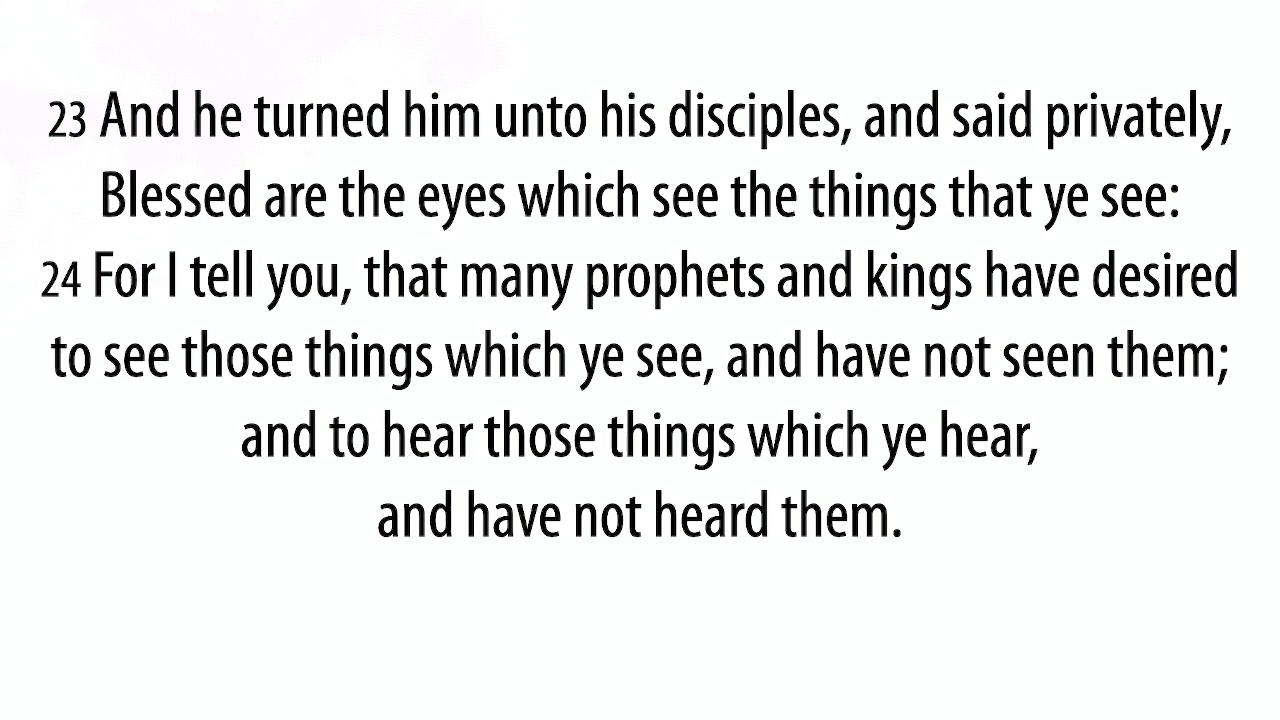 23 And he turned him unto his disciples, and said privately,
Blessed are the eyes which see the things that ye see:
24 For I tell you, that many prophets and kings have desired
to see those things which ye see, and have not seen them;
and to hear those things which ye hear,
and have not heard them.